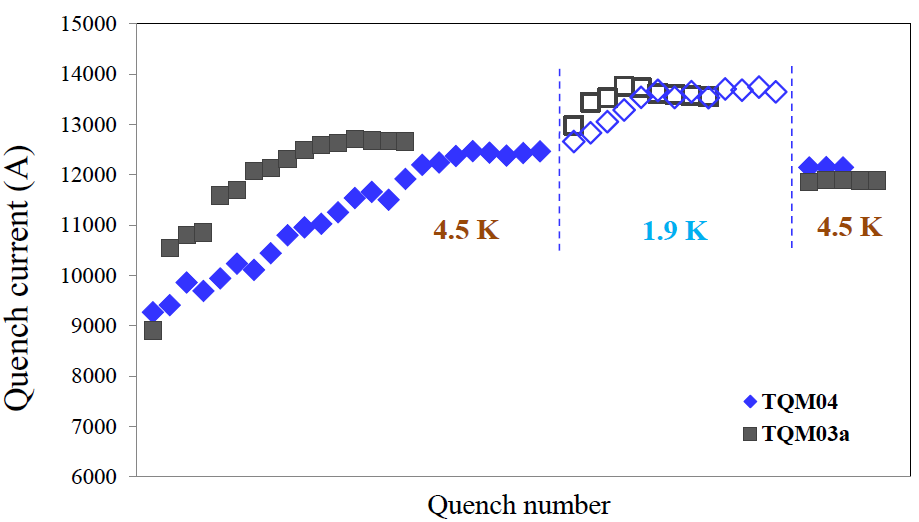 15000
14000
13000
12000
11000
10000
9000
8000
7000
6000
Quench current (A)
4.5 K
1.9 K
4.5 K
TQM04
TQM03a
Quench number